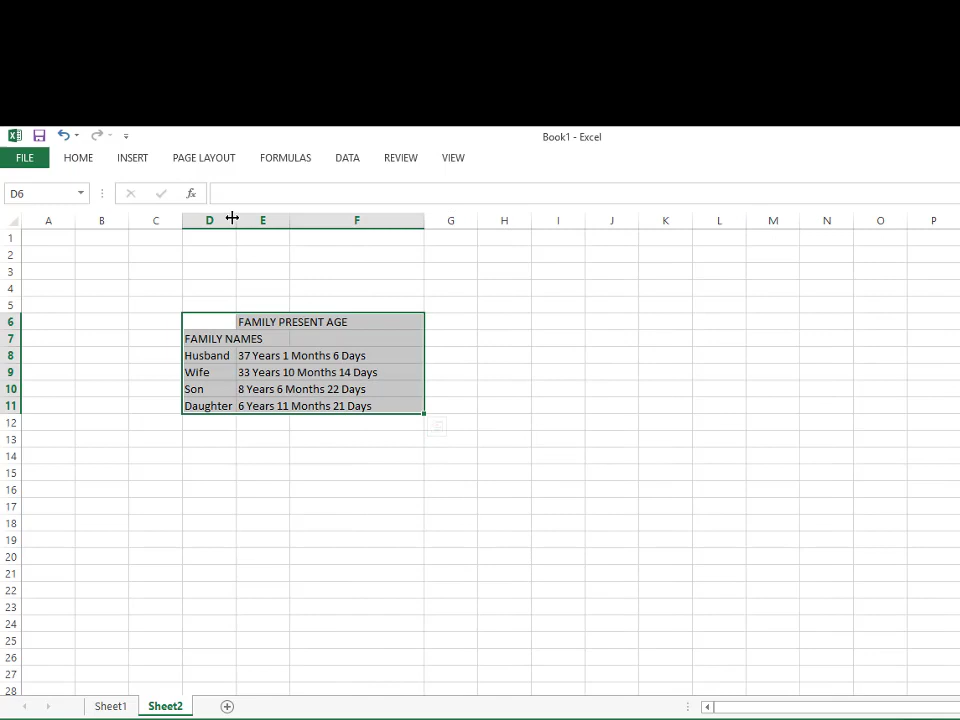 Book1 - Excel
FILE HOME INSERT PAGE LAYOUT FORMULAS DATA REVIEW VIEW
D6 fx
A B C D E F G H I J K L M N O P
1
2
3
4
5
6 FAMILY PRESENT AGE
7 FAMILY NAMES
8 Husband 37 Years 1 Months 6 Days
9 Wife 33 Years 10 Months 14 Days
10 Son 8 Years 6 Months 22 Days
11 Daughter 6 Years 11 Months 21 Days
12
13
14
15
16
17
18
19
20
21
22
23
24
25
26
27
28
Sheet1 Sheet2